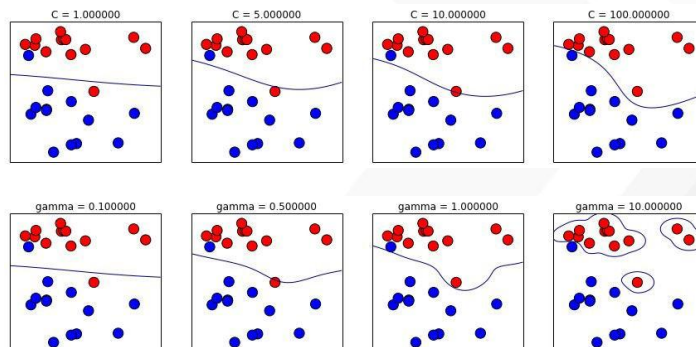 C = 1.000000
C = 5.000000
C = 10.000000
C = 100.000000
gamma = 0.100000
gamma = 0.500000
gamma = 1.000000
gamma = 10.000000